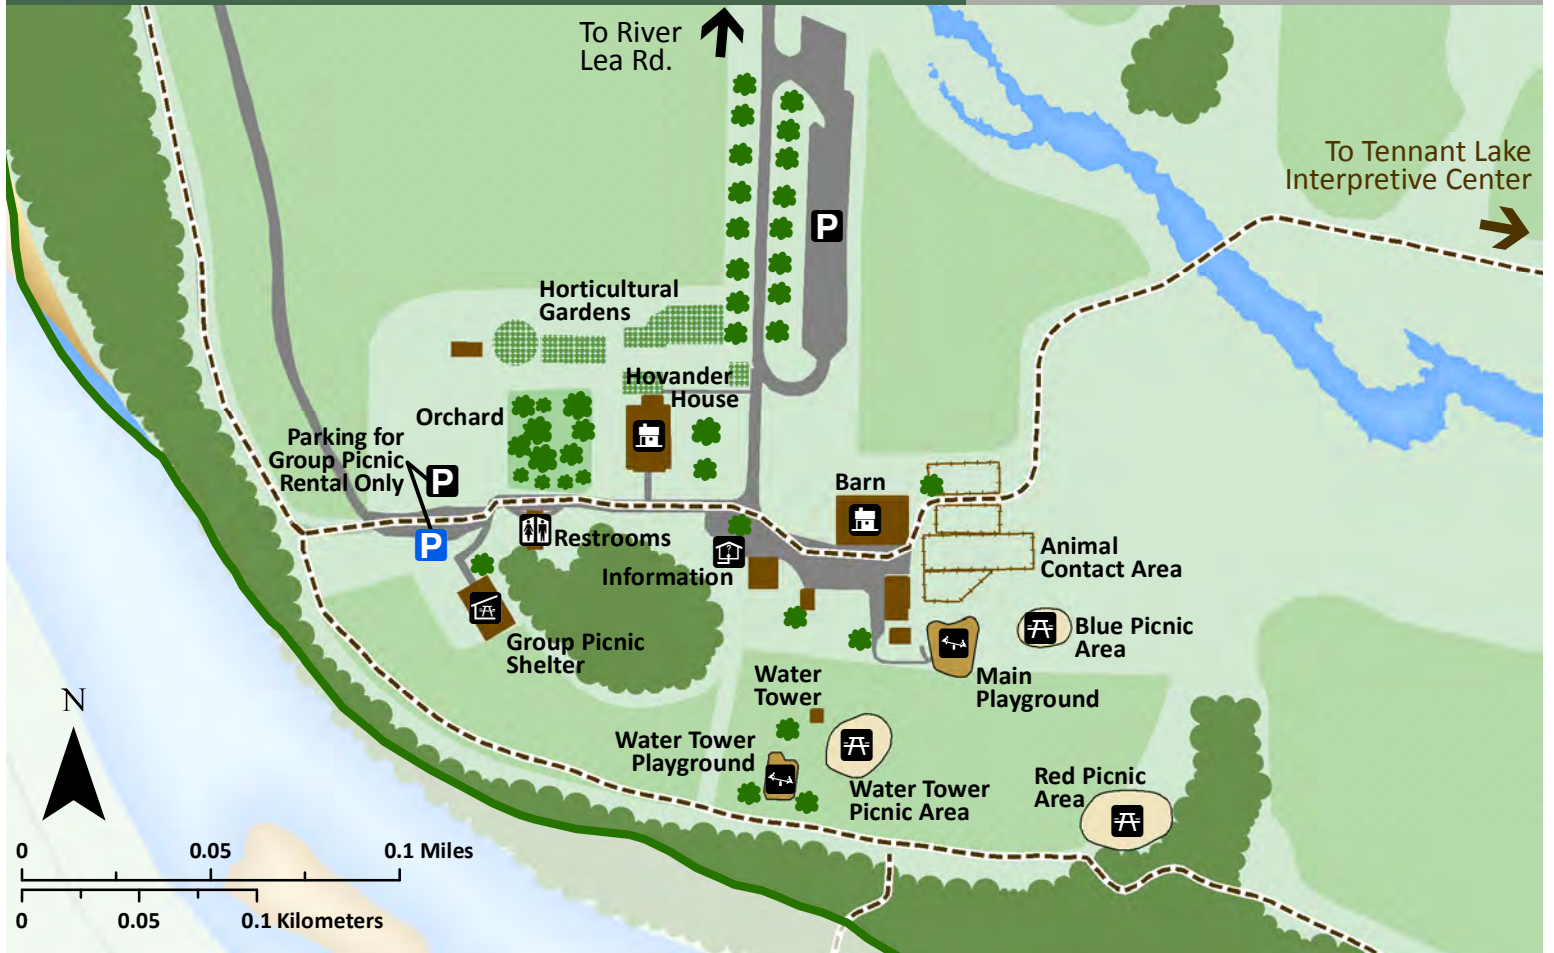 To River
Lea Rd.
To Tennant Lake
Interpretive Center
P
Horticultural
Gardens
Hovander
House
Orchard
Parking for
Group Picnic
Rental Only
P
P
Barn
Restrooms
Information
Animal
Contact Area
Group Picnic
Shelter
Blue Picnic
Area
Main
Playground
Water
Tower
Water Tower
Playground
Water Tower
Picnic Area
Red Picnic
Area
N
0 0.05 0.1 Miles
0 0.05 0.1 Kilometers